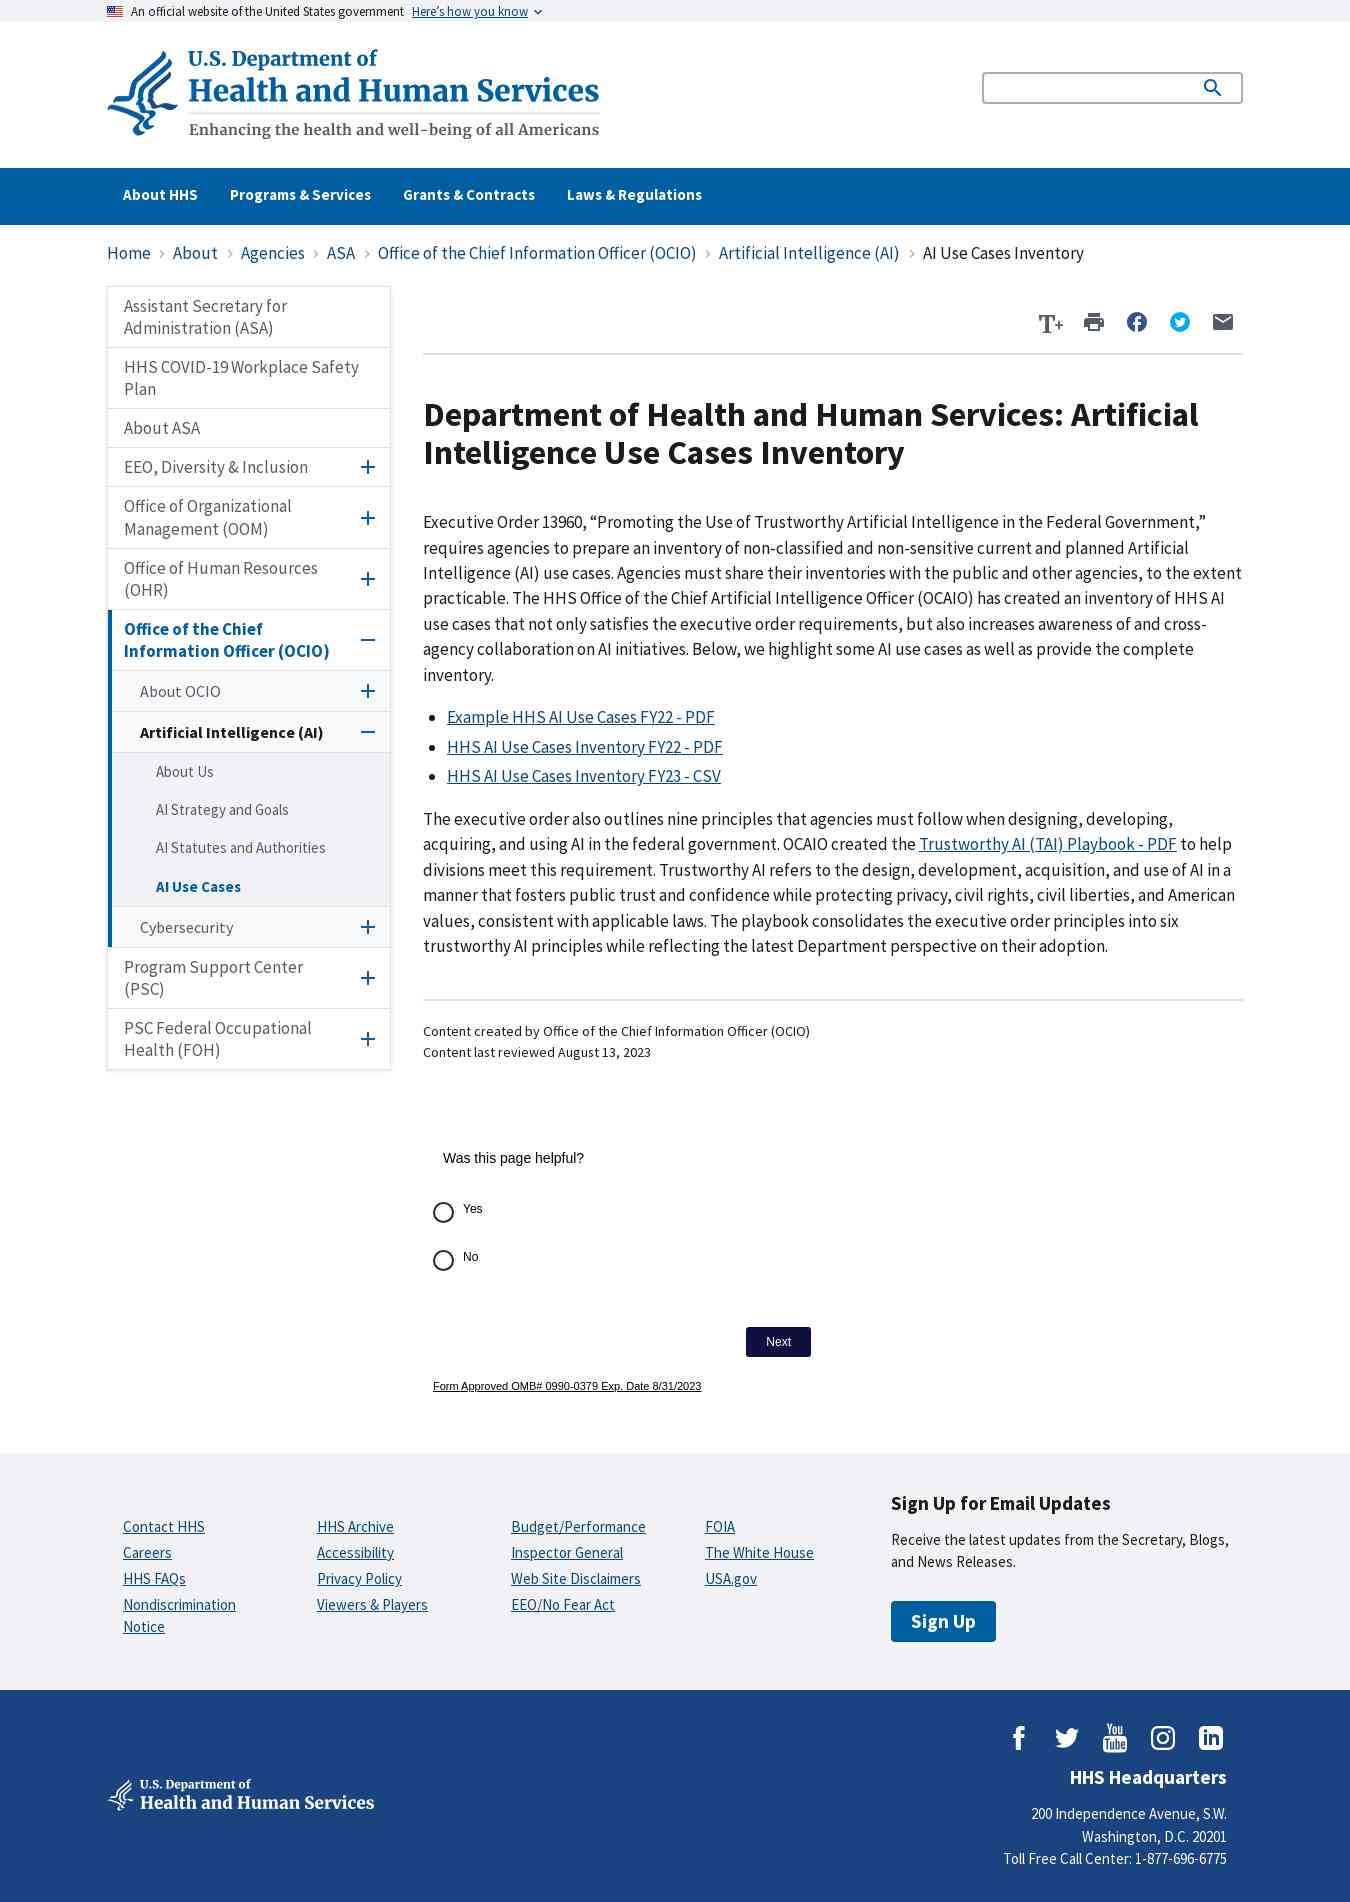 An official website of the United States government Here’s how you know
U.S. Department of
Health and Human Services
Enhancing the health and well-being of all Americans
About HHS Programs & Services Grants & Contracts Laws & Regulations
Home › About › Agencies › ASA › Office of the Chief Information Officer (OCIO) › Artificial Intelligence (AI) › AI Use Cases Inventory
Assistant Secretary for
Administration (ASA)
HHS COVID-19 Workplace Safety
Plan
About ASA
EEO, Diversity & Inclusion
Office of Organizational
Management (OOM)
Office of Human Resources
(OHR)
Office of the Chief
Information Officer (OCIO)
About OCIO
Artificial Intelligence (AI)
About Us
AI Strategy and Goals
AI Statutes and Authorities
AI Use Cases
Cybersecurity
Program Support Center
(PSC)
PSC Federal Occupational
Health (FOH)
T+
Department of Health and Human Services: Artificial
Intelligence Use Cases Inventory
Executive Order 13960, “Promoting the Use of Trustworthy Artificial Intelligence in the Federal Government,”
requires agencies to prepare an inventory of non-classified and non-sensitive current and planned Artificial
Intelligence (AI) use cases. Agencies must share their inventories with the public and other agencies, to the extent
practicable. The HHS Office of the Chief Artificial Intelligence Officer (OCAIO) has created an inventory of HHS AI
use cases that not only satisfies the executive order requirements, but also increases awareness of and cross-
agency collaboration on AI initiatives. Below, we highlight some AI use cases as well as provide the complete
inventory.
• Example HHS AI Use Cases FY22 - PDF
• HHS AI Use Cases Inventory FY22 - PDF
• HHS AI Use Cases Inventory FY23 - CSV
The executive order also outlines nine principles that agencies must follow when designing, developing,
acquiring, and using AI in the federal government. OCAIO created the Trustworthy AI (TAI) Playbook - PDF to help
divisions meet this requirement. Trustworthy AI refers to the design, development, acquisition, and use of AI in a
manner that fosters public trust and confidence while protecting privacy, civil rights, civil liberties, and American
values, consistent with applicable laws. The playbook consolidates the executive order principles into six
trustworthy AI principles while reflecting the latest Department perspective on their adoption.
Content created by Office of the Chief Information Officer (OCIO)
Content last reviewed August 13, 2023
Was this page helpful?
Yes
No
Next
Form Approved OMB# 0990-0379 Exp. Date 8/31/2023
Contact HHS
Careers
HHS FAQs
Nondiscrimination
Notice
HHS Archive
Accessibility
Privacy Policy
Viewers & Players
Budget/Performance
Inspector General
Web Site Disclaimers
EEO/No Fear Act
FOIA
The White House
USA.gov
Sign Up for Email Updates
Receive the latest updates from the Secretary, Blogs,
and News Releases.
Sign Up
U.S. Department of
Health and Human Services
You
Tube
in
HHS Headquarters
200 Independence Avenue, S.W.
Washington, D.C. 20201
Toll Free Call Center: 1-877-696-6775